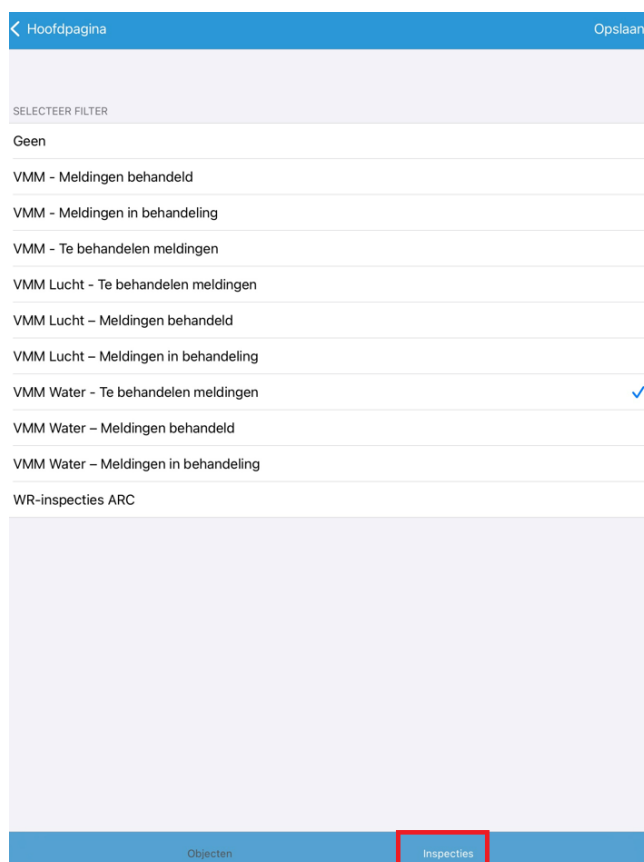 Hoofdpagina Opslaan
SELECTEER FILTER
Geen
VMM - Meldingen behandeld
VMM - Meldingen in behandeling
VMM - Te behandelen meldingen
VMM Lucht - Te behandelen meldingen
VMM Lucht – Meldingen behandeld
VMM Lucht – Meldingen in behandeling
VMM Water - Te behandelen meldingen
VMM Water – Meldingen behandeld
VMM Water – Meldingen in behandeling
WR-inspecties ARC
Objecten Inspecties